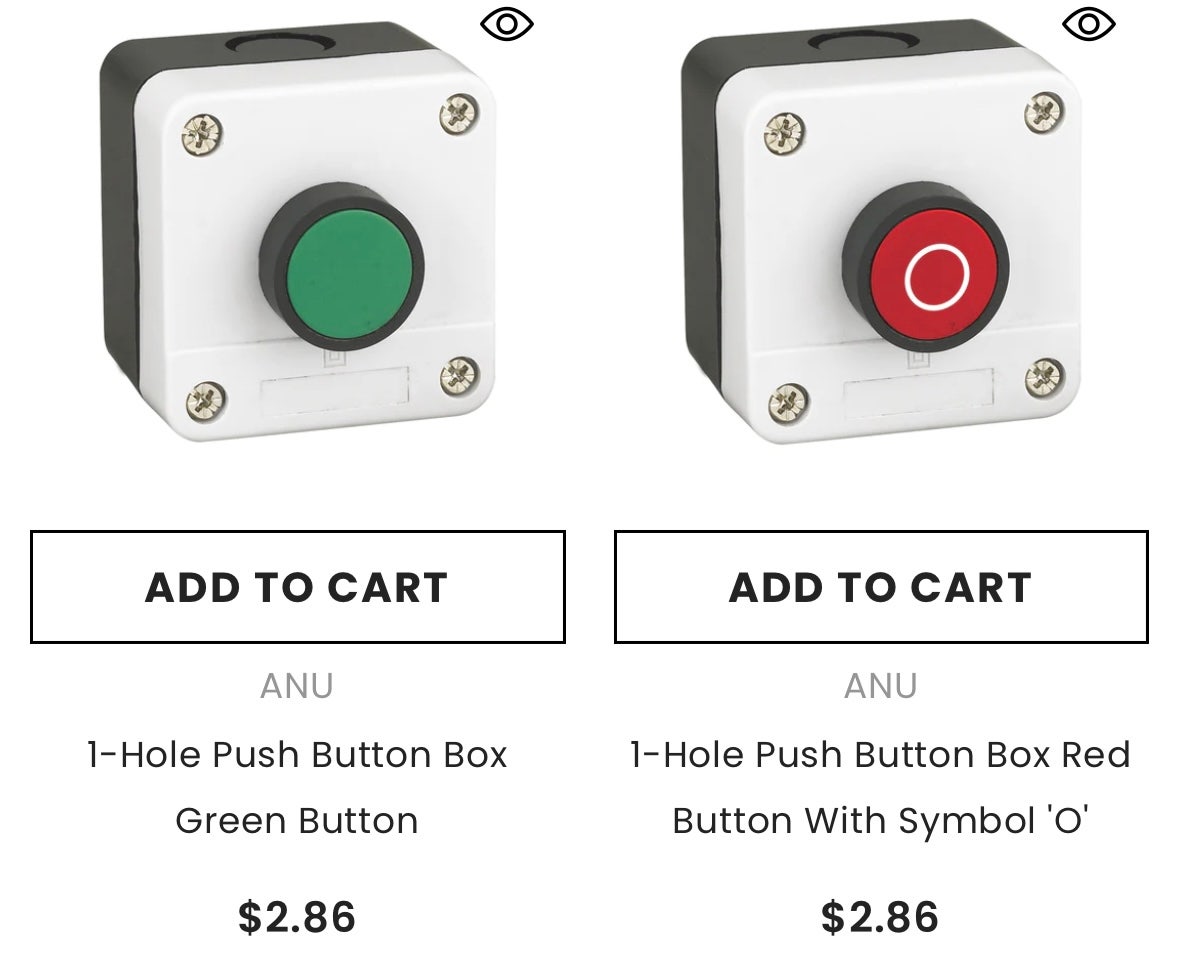 ADD TO CART
ANU
1-Hole Push Button Box
Green Button
$2.86
ADD TO CART
ANU
1-Hole Push Button Box Red
Button With Symbol 'O'
$2.86